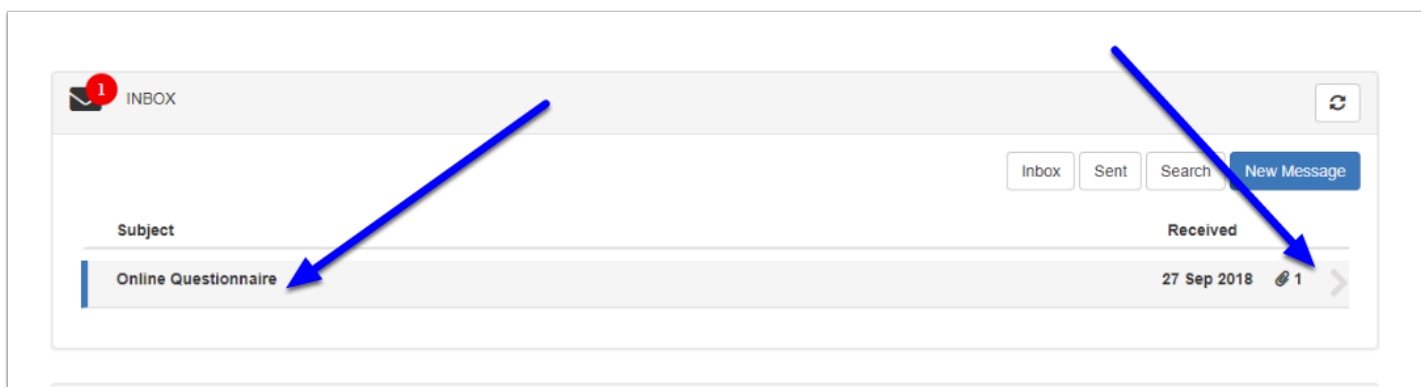 1
INBOX
Inbox Sent Search New Message
Subject Received
Online Questionnaire 27 Sep 2018 1